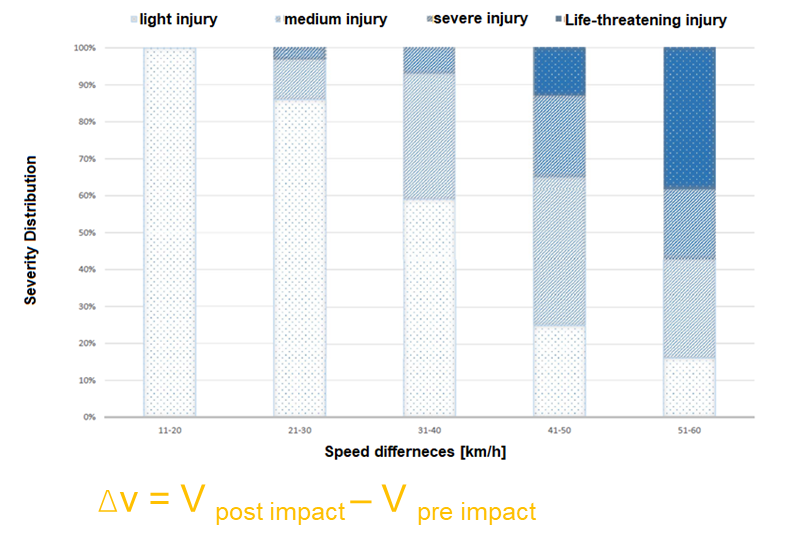 light injury medium injury severe injury Life-threatening injury
100%
90%
80%
70%
60%
50%
40%
30%
20%
10%
0%
Severity Distribution
11-20 21-30 31-40 41-50 51-60
Speed differneces [km/h]
Δv = V post impact – V pre impact